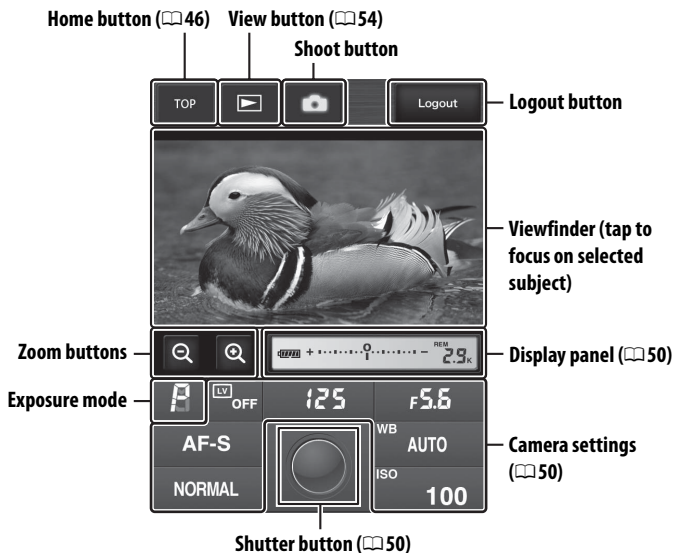 Home button (46) View button (54)
Shoot button
TOP
Logout
Logout button
Viewfinder (tap to
focus on selected
subject)
Zoom buttons
+ 0 − REM 2.9 K
Display panel (50)
Exposure mode
P LV OFF 125 F5.6
AF-S
WB AUTO
Camera settings
(50)
NORMAL
ISO 100
Shutter button (50)